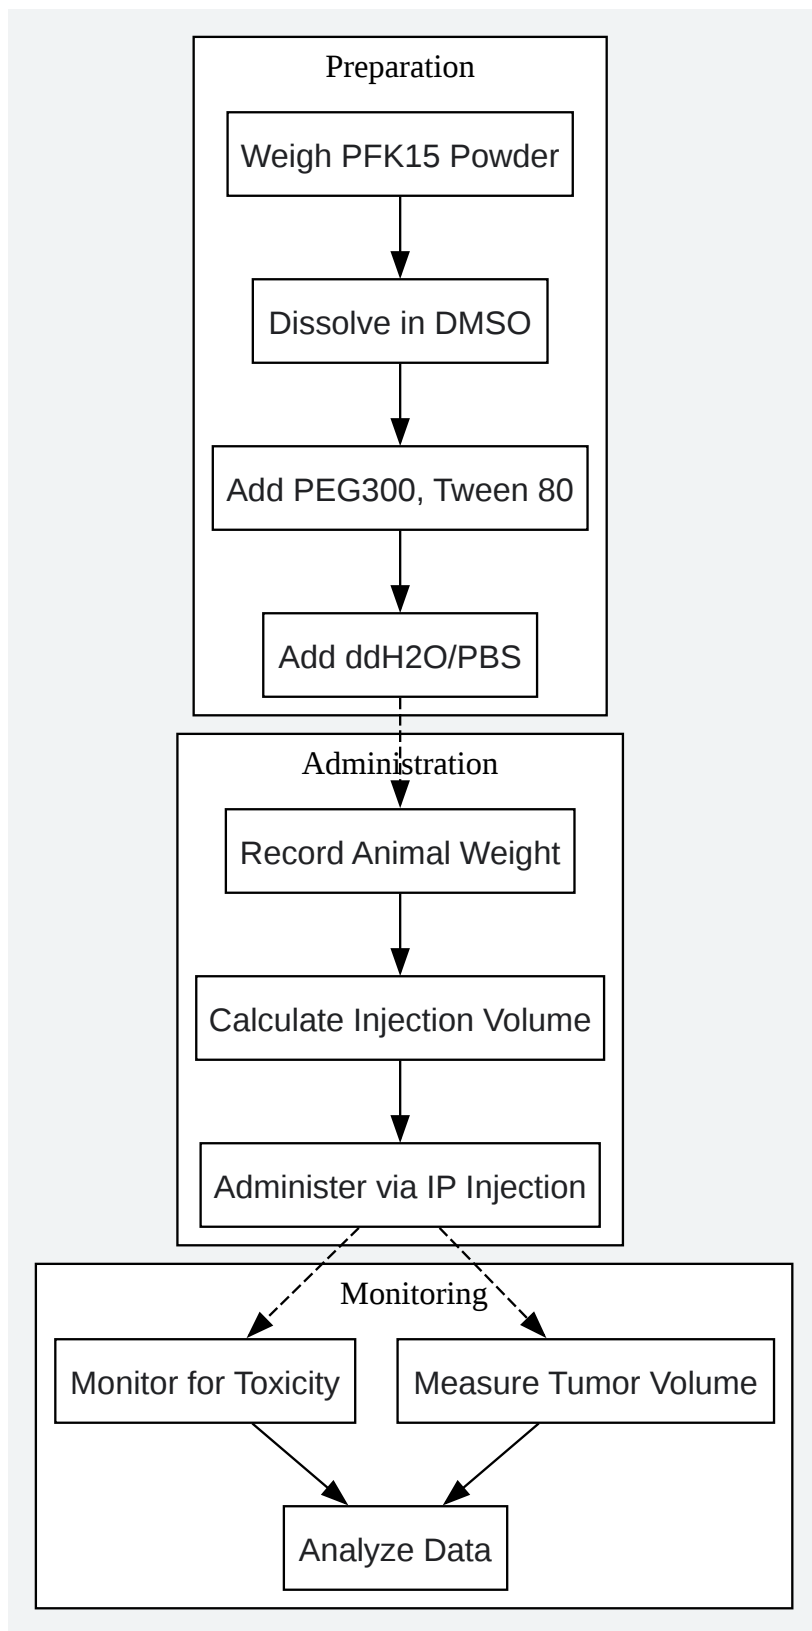 Preparation
Weigh PFK15 Powder
Dissolve in DMSO
Add PEG300, Tween 80
Add ddH2O/PBS
Administration
Record Animal Weight
Calculate Injection Volume
Administer via IP Injection
Monitoring
Monitor for Toxicity
Measure Tumor Volume
Analyze Data